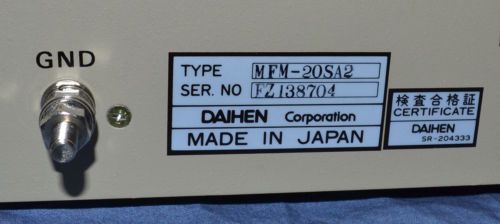 GND
TYPE MFM-20SA2
SER. NO EZ138704
DAIHEN Corporation
MADE IN JAPAN
検査合格証
CERTIFICATE
DAIHEN
SR-204333